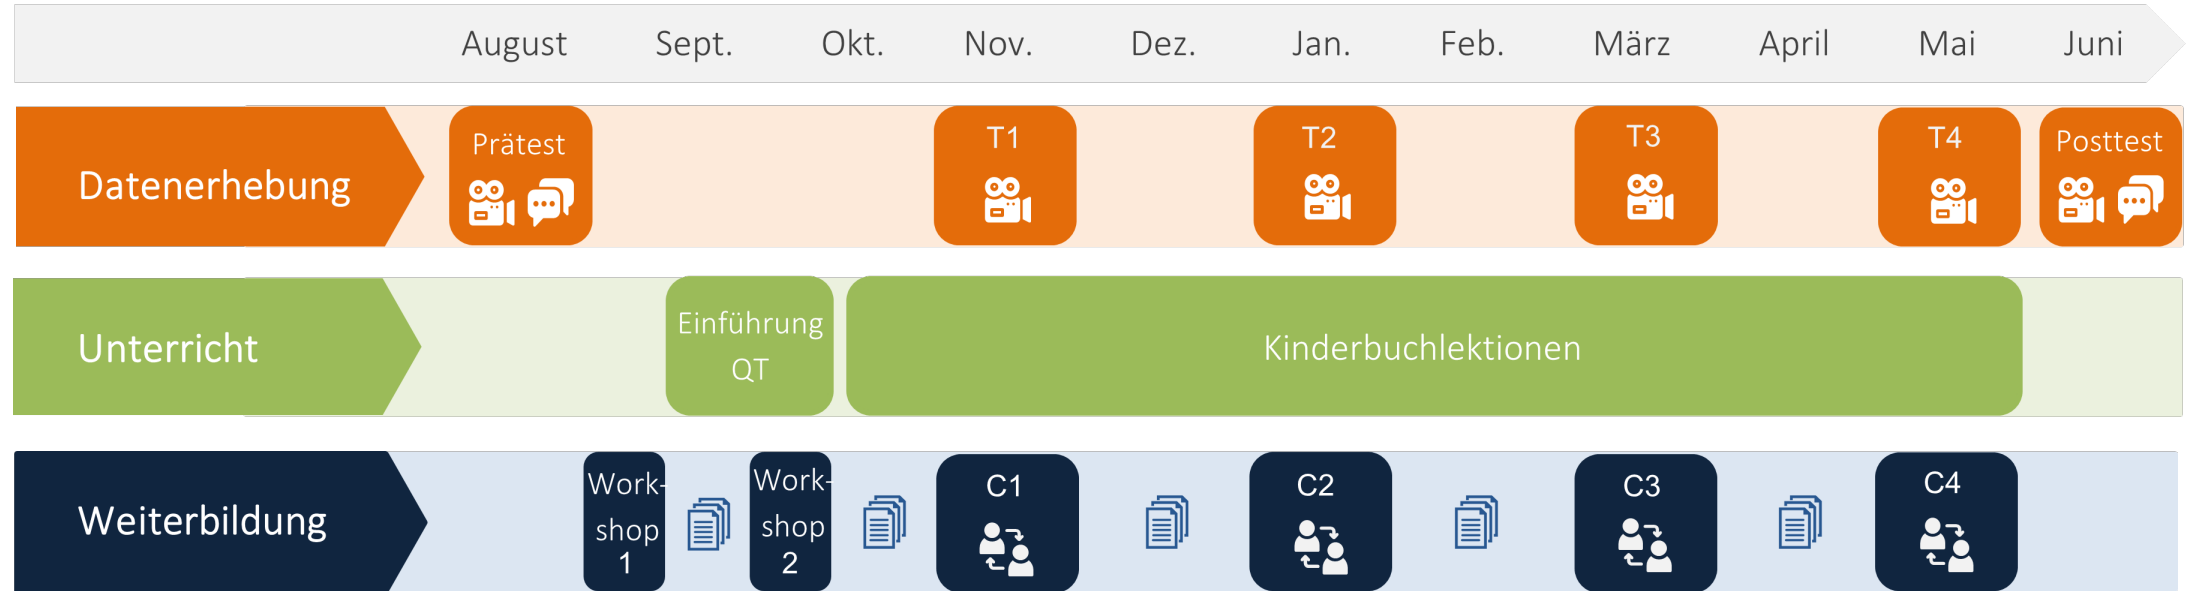 August Sept. Okt. Nov. Dez. Jan. Feb. März April Mai Juni
Datenerhebung
Prätest
T1
T2
T3
T4
Posttest
Unterricht
Einführung
QT
Kinderbuchlektionen
Weiterbildung
Work-
shop
1
Work-
shop
2
C1
C2
C3
C4